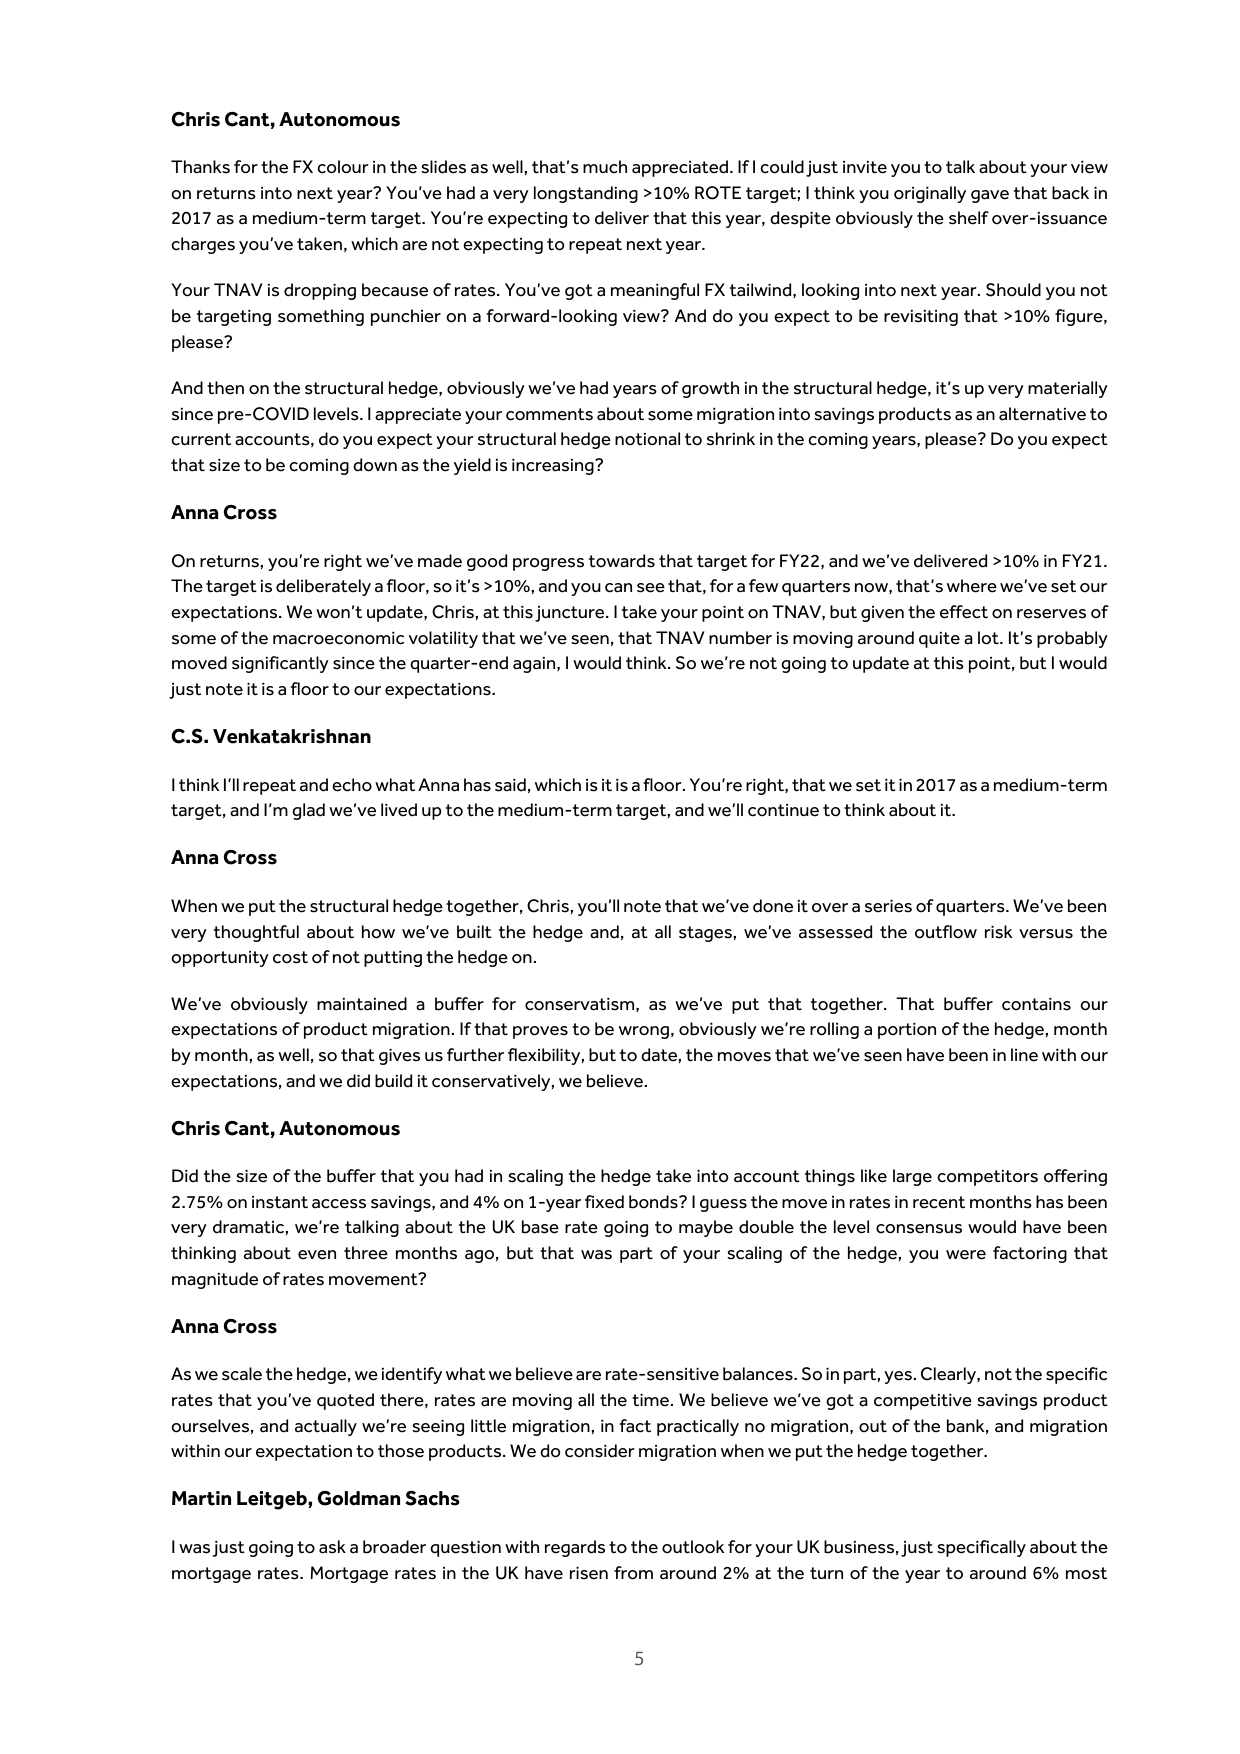 Chris Cant, Autonomous
Thanks for the FX colour in the slides as well, that's much appreciated. If I could just invite you to talk about your view
on returns into next year? You've had a very longstanding >10% ROTE target; I think you originally gave that back in
2017 as a medium-term target. You're expecting to deliver that this year, despite obviously the shelf over-issuance
charges you've taken, which are not expecting to repeat next year.
Your TNAV is dropping because of rates. You've got a meaningful FX tailwind, looking into next year. Should you not
be targeting something punchier on a forward-looking view? And do you expect to be revisiting that >10% figure,
please?
And then on the structural hedge, obviously we've had years of growth in the structural hedge, it's up very materially
since pre-COVID levels. I appreciate your comments about some migration into savings products as an alternative to
current accounts, do you expect your structural hedge notional to shrink in the coming years, please? Do you expect
that size to be coming down as the yield is increasing?
Anna Cross
On returns, you're right we've made good progress towards that target for FY22, and we've delivered >10% in FY21.
The target is deliberately a floor, so it's >10%, and you can see that, for a few quarters now, that's where we've set our
expectations. We won't update, Chris, at this juncture. I take your point on TNAV, but given the effect on reserves of
some of the macroeconomic volatility that we've seen, that TNAV number is moving around quite a lot. It's probably
moved significantly since the quarter-end again, I would think. So we're not going to update at this point, but I would
just note it is a floor to our expectations.
C.S. Venkatakrishnan
I think I'll repeat and echo what Anna has said, which is it is a floor. You're right, that we set it in 2017 as a medium-term
target, and I'm glad we've lived up to the medium-term target, and we'll continue to think about it.
Anna Cross
When we put the structural hedge together, Chris, you'll note that we've done it over a series of quarters. We've been
very thoughtful about how we've built the hedge and, at all stages, we've assessed the outflow risk versus the
opportunity cost of not putting the hedge on.
We've obviously maintained a buffer for conservatism, as we've put that together. That buffer contains our
expectations of product migration. If that proves to be wrong, obviously we're rolling a portion of the hedge, month
by month, as well, so that gives us further flexibility, but to date, the moves that we've seen have been in line with our
expectations, and we did build it conservatively, we believe.
Chris Cant, Autonomous
Did the size of the buffer that you had in scaling the hedge take into account things like large competitors offering
2.75% on instant access savings, and 4% on 1-year fixed bonds? I guess the move in rates in recent months has been
very dramatic, we're talking about the UK base rate going to maybe double the level consensus would have been
thinking about even three months ago, but that was part of your scaling of the hedge, you were factoring that
magnitude of rates movement?
Anna Cross
As we scale the hedge, we identify what we believe are rate-sensitive balances. So in part, yes. Clearly, not the specific
rates that you've quoted there, rates are moving all the time. We believe we've got a competitive savings product
ourselves, and actually we're seeing little migration, in fact practically no migration, out of the bank, and migration
within our expectation to those products. We do consider migration when we put the hedge together.
Martin Leitgeb, Goldman Sachs
I was just going to ask a broader question with regards to the outlook for your UK business, just specifically about the
mortgage rates. Mortgage rates in the UK have risen from around 2% at the turn of the year to around 6% most
5